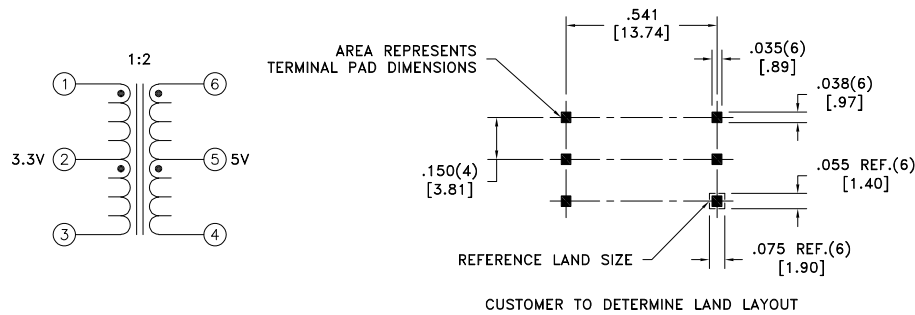 1:2
1
6
3.3V
2
5
5V
3
4
.541
[13.74]
AREA REPRESENTS
TERMINAL PAD DIMENSIONS
.035(6)
[.89]
.038(6)
[.97]
.150(4)
[3.81]
.055 REF.(6)
[1.40]
REFERENCE LAND SIZE
.075 REF.(6)
[1.90]
CUSTOMER TO DETERMINE LAND LAYOUT